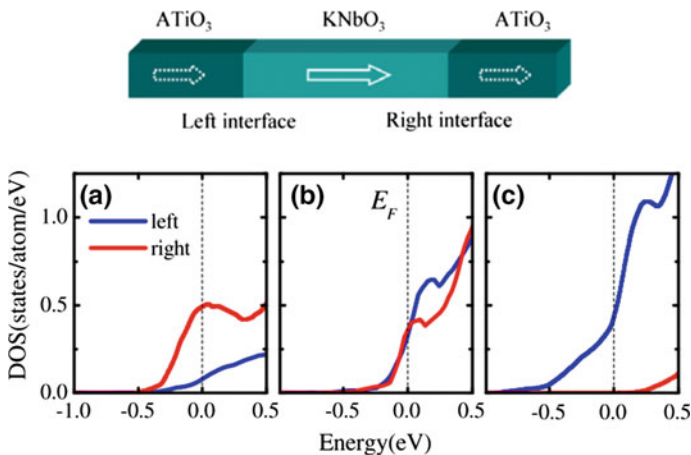 ATiO₃ KNbO₃ ATiO₃
Left interface Right interface
(a) (b) (c)
E_F
left
right
DOS(states/atom/eV)
1.0
0.5
0.0
-1.0 -0.5 0.0 0.5 -0.5 0.0 0.5 -0.5 0.0 0.5
Energy(eV)